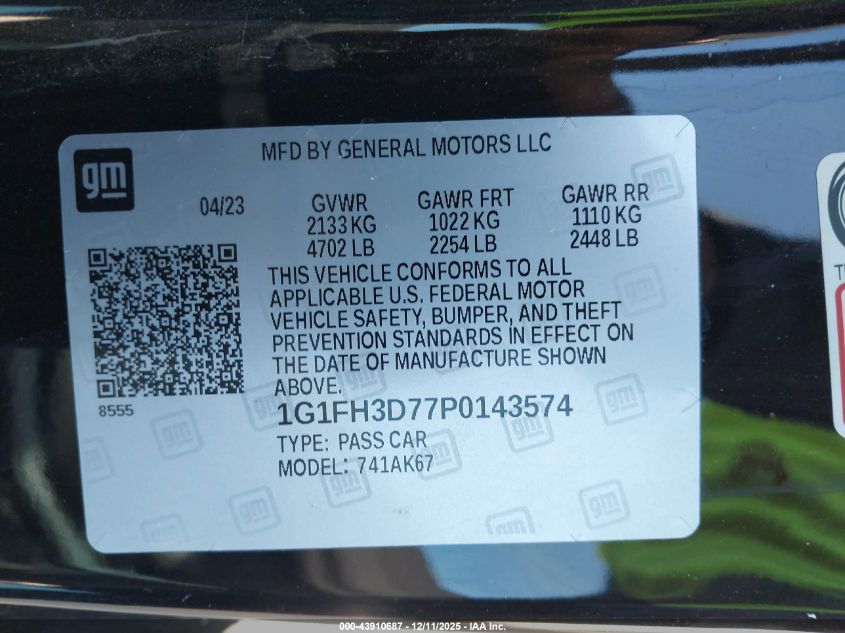 gm
MFD BY GENERAL MOTORS LLC
04/23
GVWR
2133 KG
4702 LB
GAWR FRT
1022 KG
2254 LB
GAWR RR
1110 KG
2448 LB
THIS VEHICLE CONFORMS TO ALL
APPLICABLE U.S. FEDERAL MOTOR
VEHICLE SAFETY, BUMPER, AND THEFT
PREVENTION STANDARDS IN EFFECT ON
THE DATE OF MANUFACTURE SHOWN
ABOVE.
8555
1G1FH3D77P0143574
TYPE: PASS CAR
MODEL: 741AK67
000-43910687 - 12/11/2025 - IAA Inc.